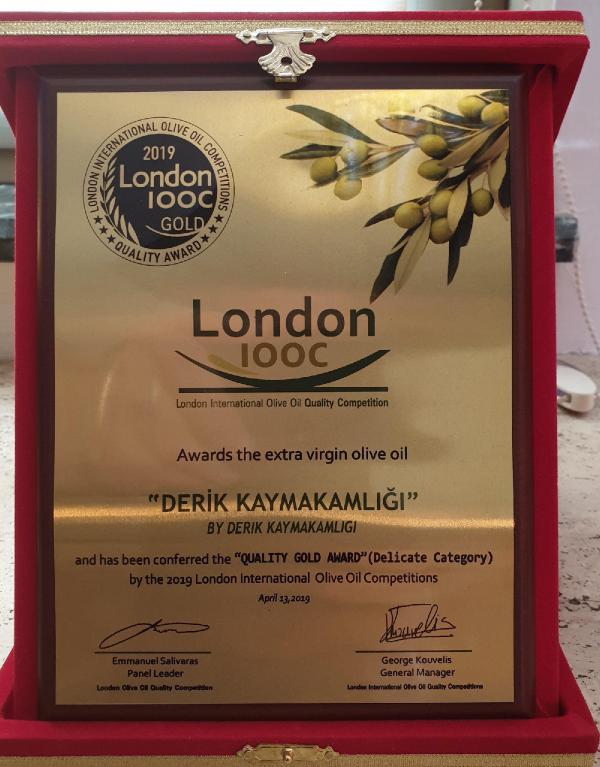 LONDON INTERNATIONAL OLIVE OIL COMPETITIONS
2019
London
IOOC
GOLD
QUALITY AWARD
London
IOOC
London International Olive Oil Quality Competition
Awards the extra virgin olive oil
"DERİK KAYMAKAMLIĞI"
BY DERIK KAYMAKAMLIGI
and has been conferred the "QUALITY GOLD AWARD"(Delicate Category)
by the 2019 London International Olive Oil Competitions
April 13,2019
Kouvelis
Emmanuel Salivaras
George Kouvelis
Panel Leader
General Manager
London Olive Oil Quality Competition
London International Olive Oil Quality Competitions